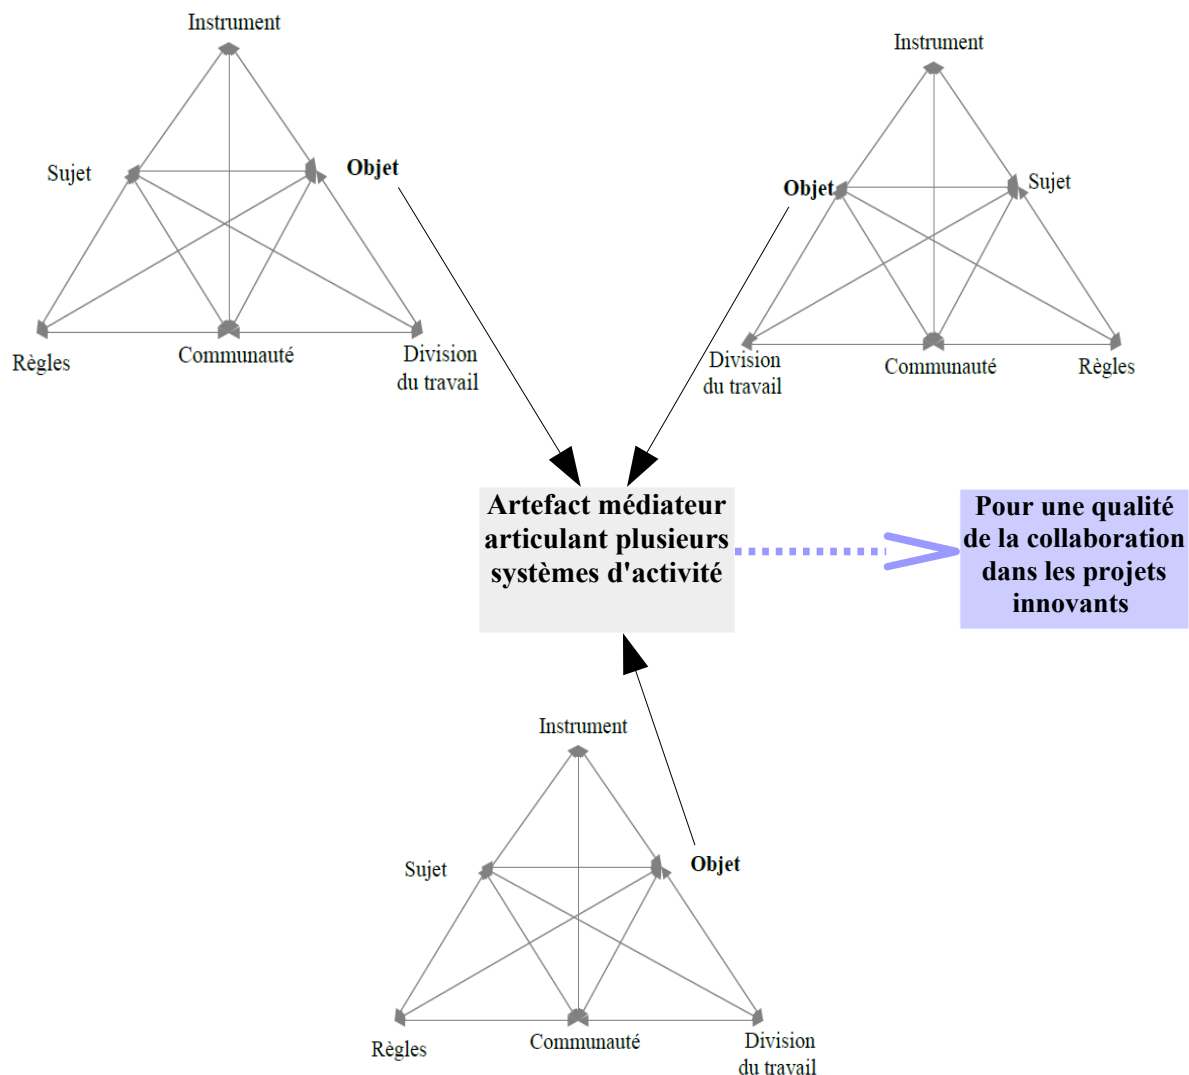 Instrument
Sujet
Objet
Règles
Communauté
Division
du travail
Instrument
Objet
Sujet
Division
du travail
Communauté
Règles
Artefact médiateur
articulant plusieurs
systèmes d'activité
Pour une qualité
de la collaboration
dans les projets
innovants
Instrument
Sujet
Objet
Règles
Communauté
Division
du travail